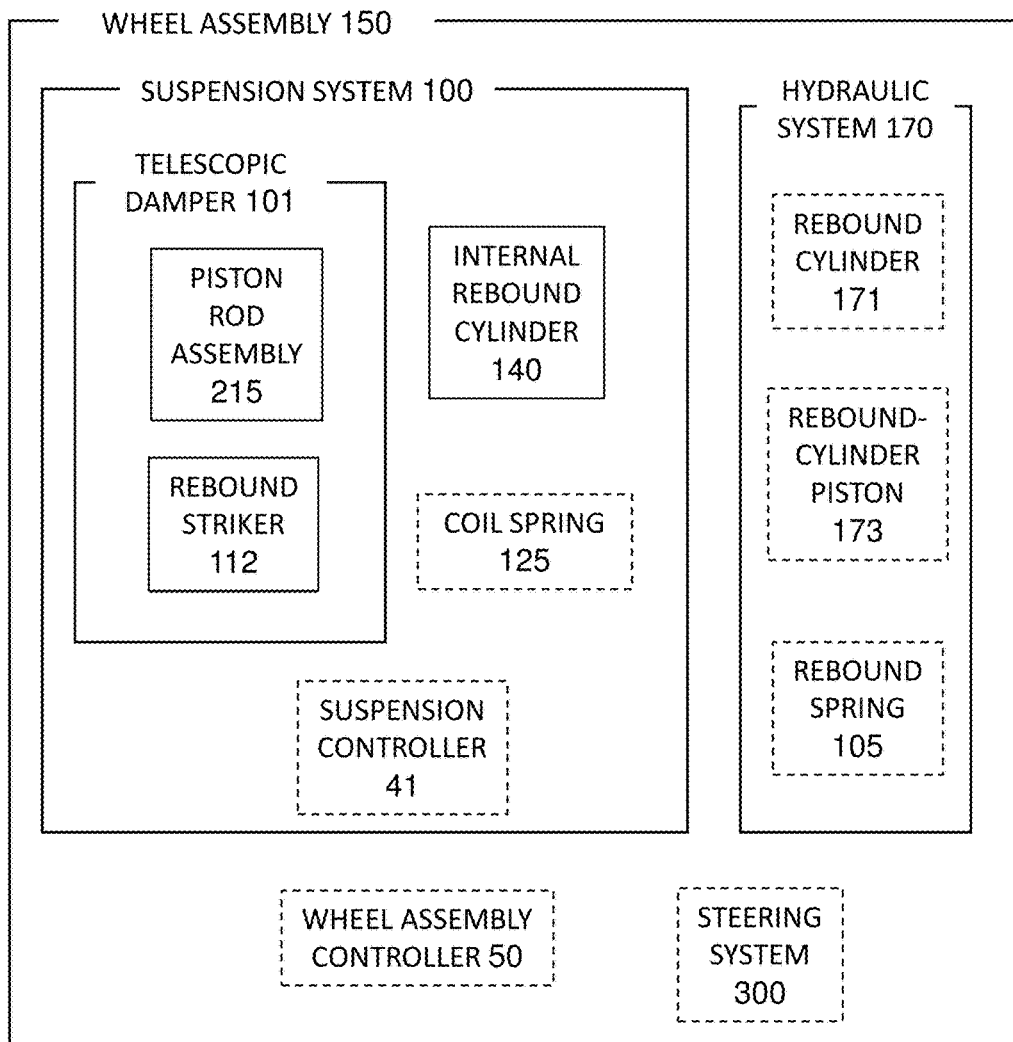 WHEEL ASSEMBLY 150
SUSPENSION SYSTEM 100
TELESCOPIC
DAMPER 101
PISTON
ROD
ASSEMBLY
215
REBOUND
STRIKER
112
INTERNAL
REBOUND
CYLINDER
140
COIL SPRING
125
SUSPENSION
CONTROLLER
41
HYDRAULIC
SYSTEM 170
REBOUND
CYLINDER
171
REBOUND-
CYLINDER
PISTON
173
REBOUND
SPRING
105
WHEEL ASSEMBLY
CONTROLLER 50
STEERING
SYSTEM
300